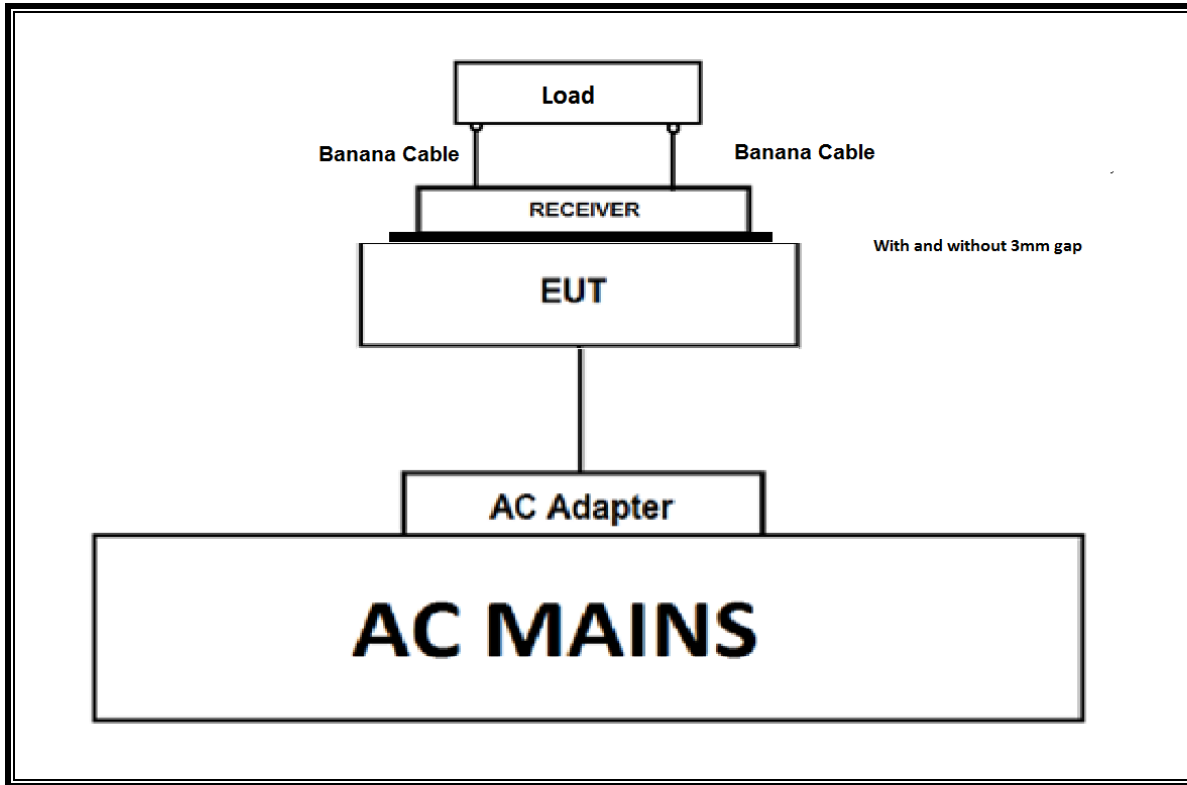 Load
Banana Cable
Banana Cable
RECEIVER
With and without 3mm gap
EUT
AC Adapter
AC MAINS